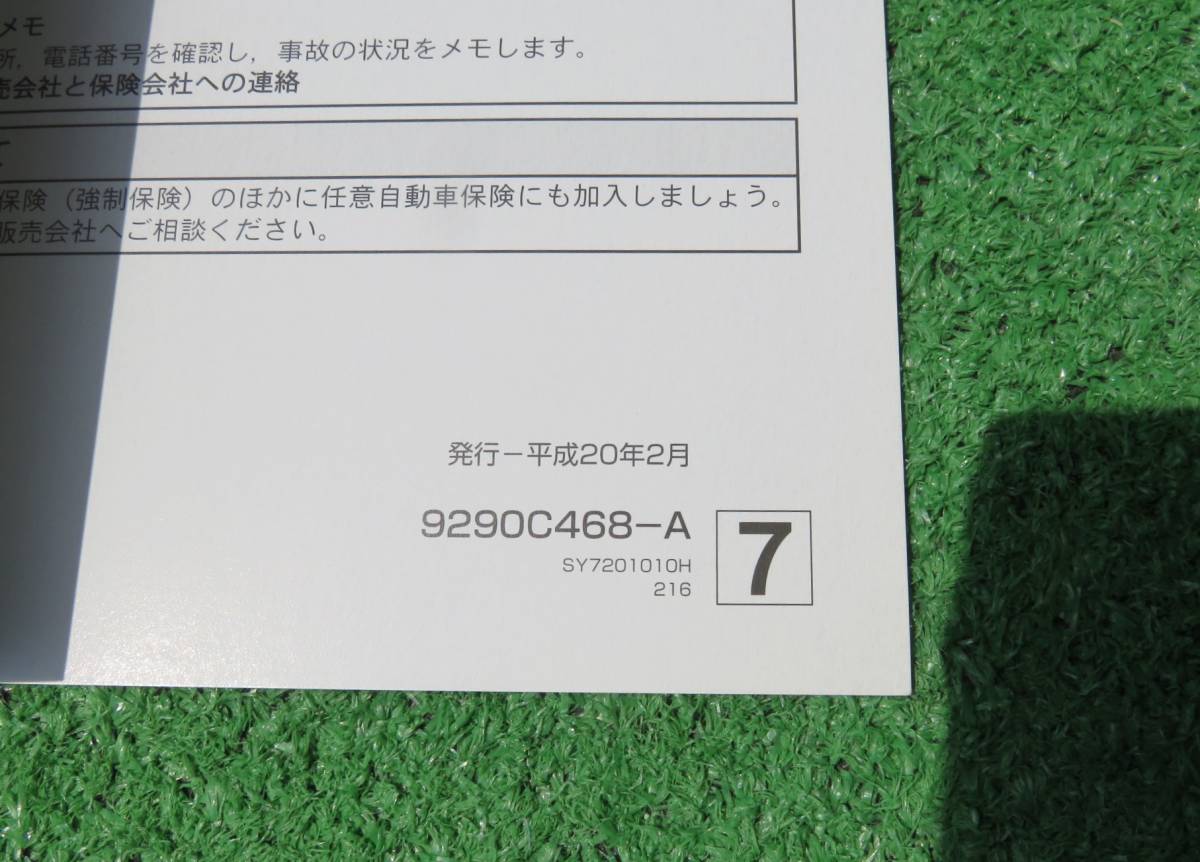 メモ
所，電話番号を確認し，事故の状況をメモします。
売会社と保険会社への連絡
て
保険（強制保険）のほかに任意自動車保険にも加入しましょう。
販売会社へご相談ください。
発行－平成20年2月
9290C468－A
7
SY7201010H
216